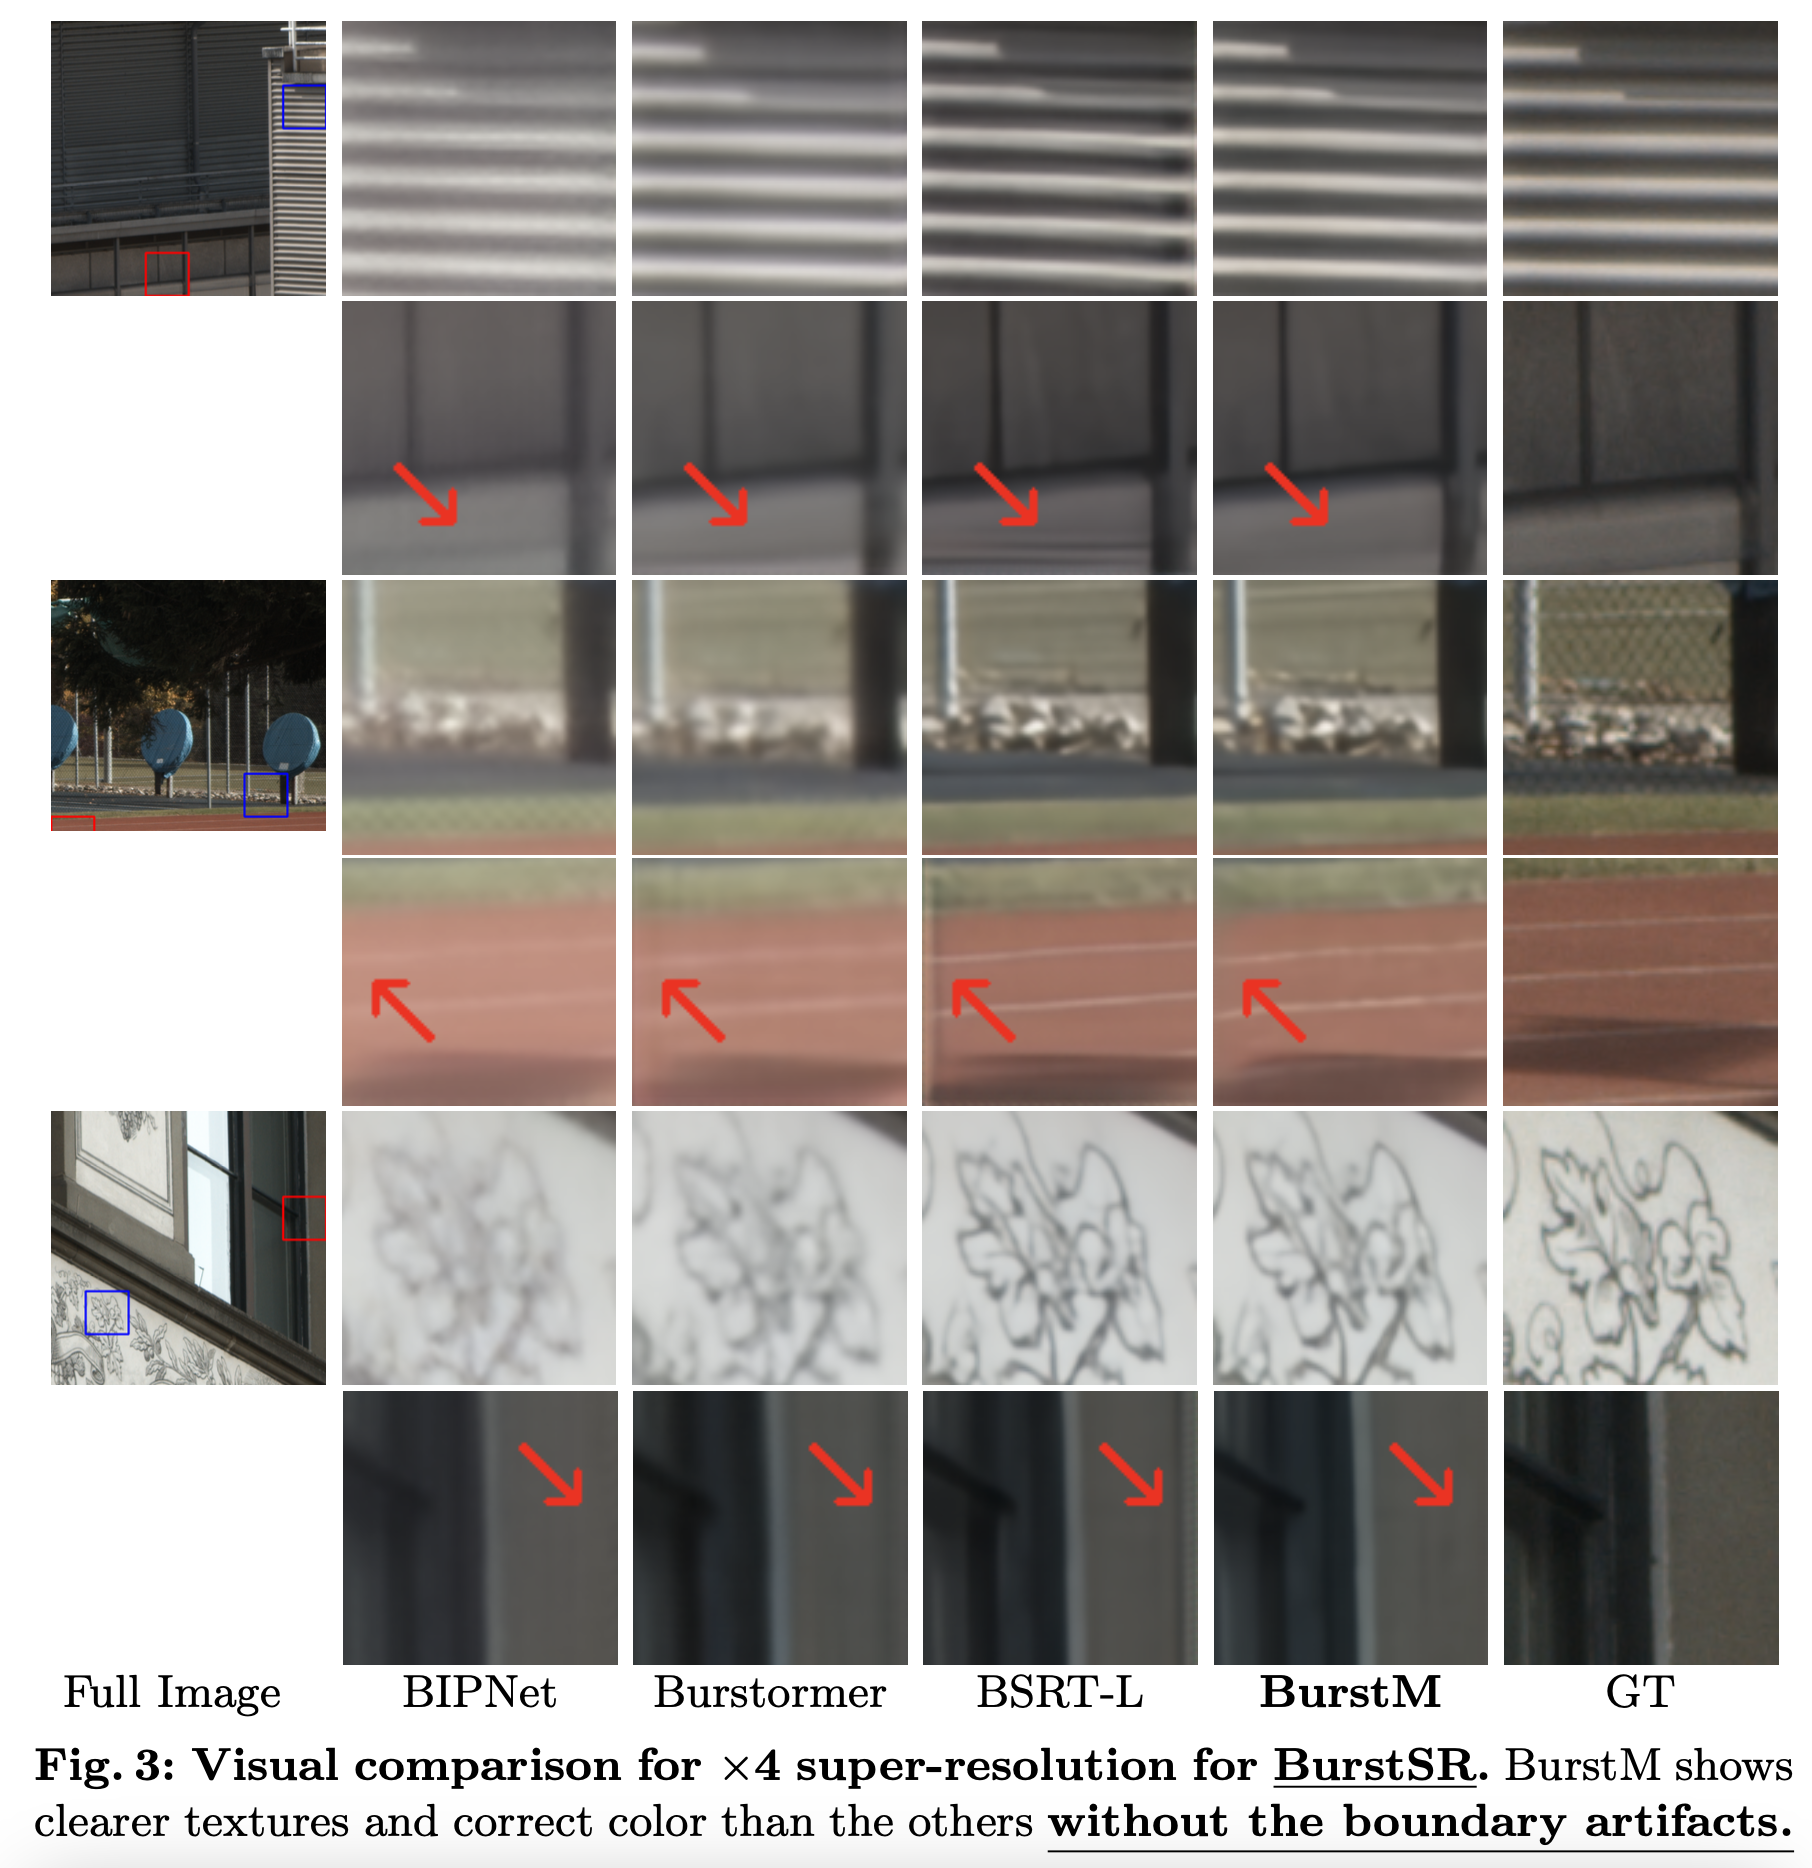 Full Image BIPNet Burstormer BSRT-L BurstM GT
Fig. 3: Visual comparison for ×4 super-resolution for BurstSR. BurstM shows
clearer textures and correct color than the others without the boundary artifacts.